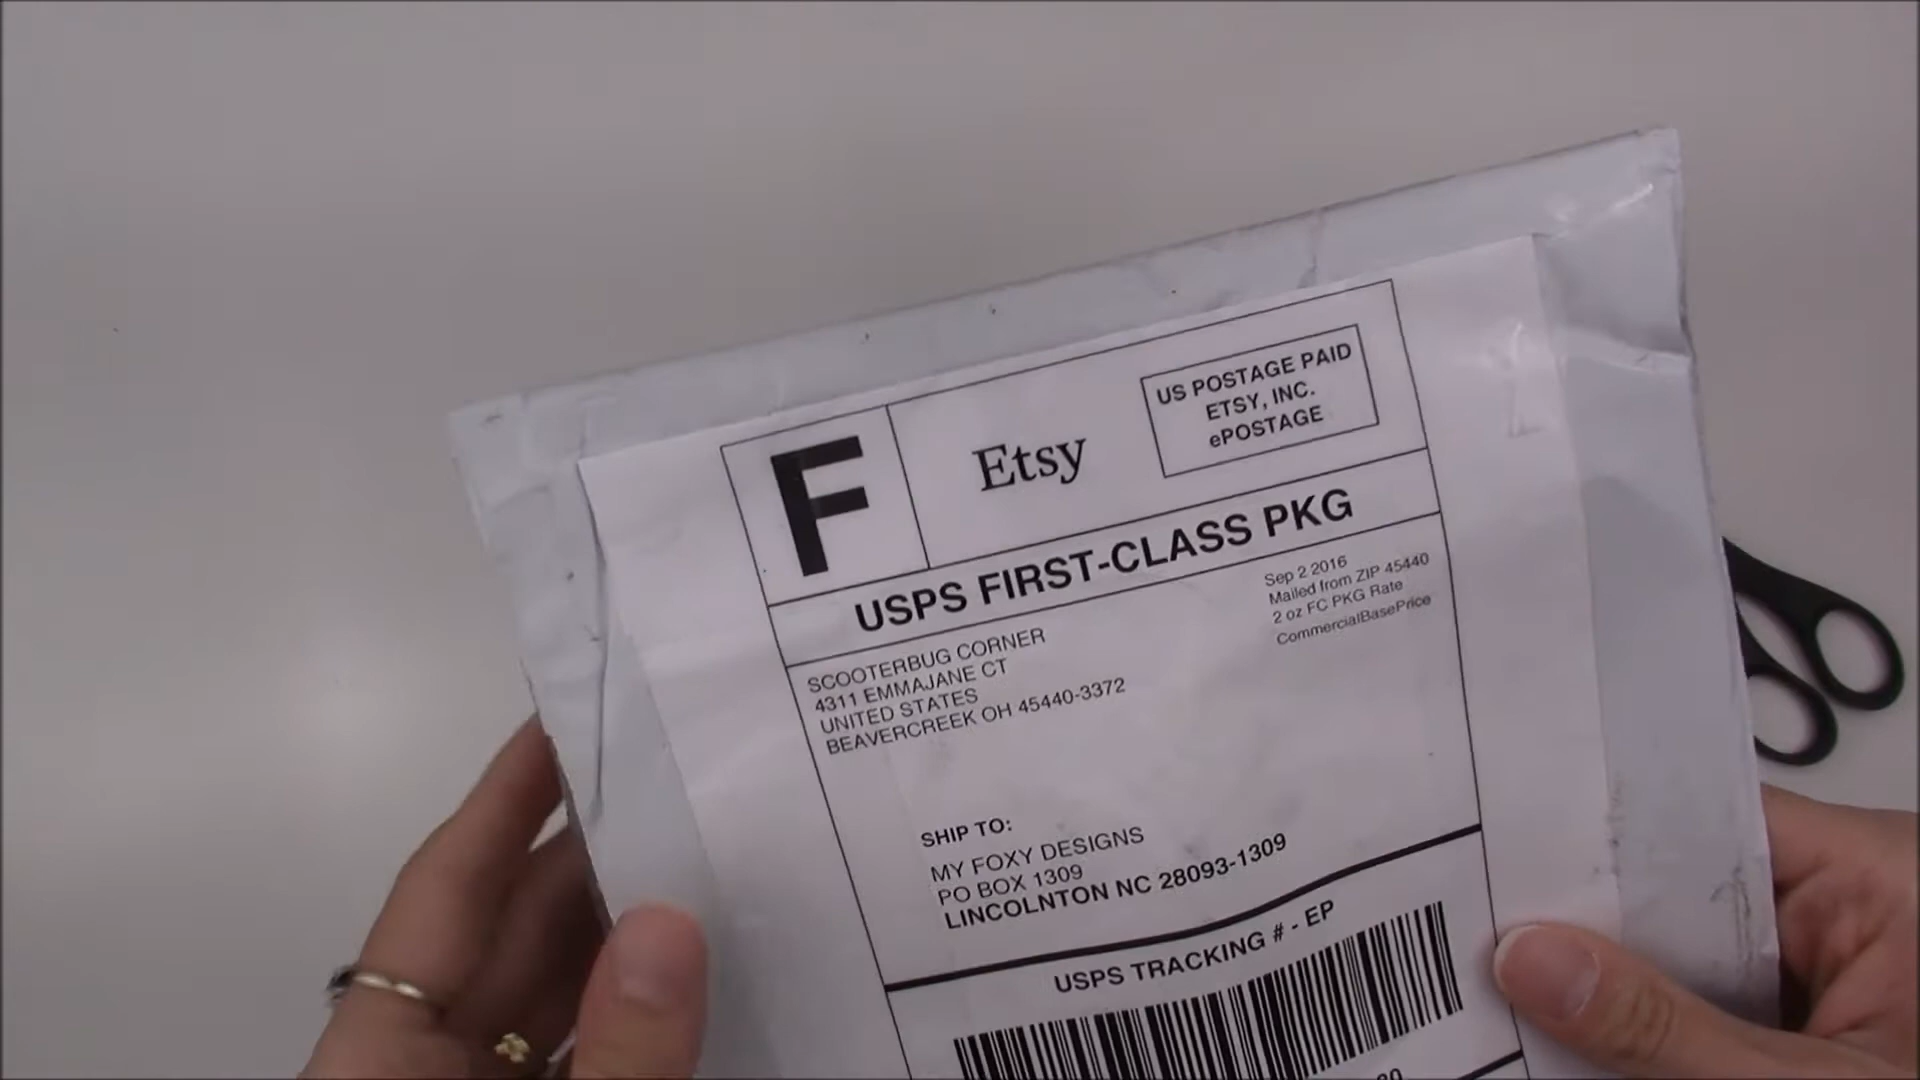 F
Etsy
US POSTAGE PAID
ETSY, INC.
ePOSTAGE
USPS FIRST-CLASS PKG
Sep 2 2016
Mailed from ZIP 45440
2 oz FC PKG Rate
CommercialBasePrice
SCOOTERBUG CORNER
4311 EMMAJANE CT
UNITED STATES
BEAVERCREEK OH 45440-3372
SHIP TO:
MY FOXY DESIGNS
PO BOX 1309
LINCOLNTON NC 28093-1309
USPS TRACKING # - EP